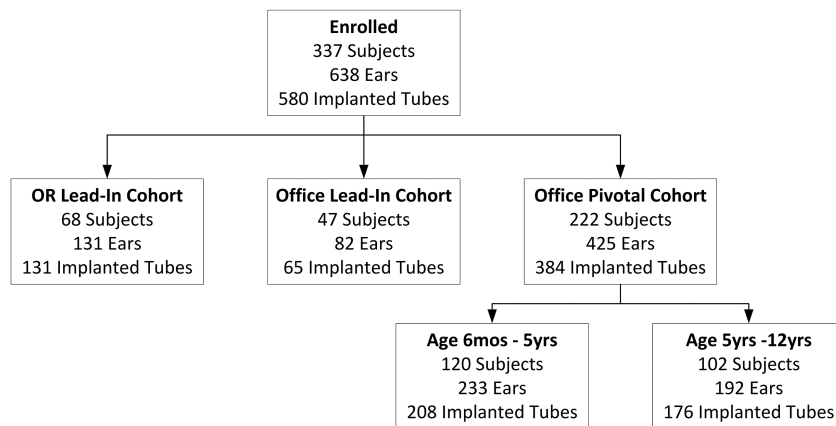 Enrolled
337 Subjects
638 Ears
580 Implanted Tubes
OR Lead-In Cohort
68 Subjects
131 Ears
131 Implanted Tubes
Office Lead-In Cohort
47 Subjects
82 Ears
65 Implanted Tubes
Office Pivotal Cohort
222 Subjects
425 Ears
384 Implanted Tubes
Age 6mos - 5yrs
120 Subjects
233 Ears
208 Implanted Tubes
Age 5yrs -12yrs
102 Subjects
192 Ears
176 Implanted Tubes